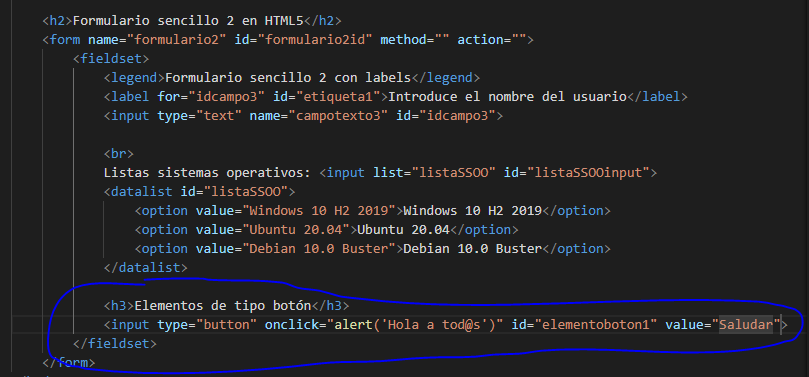 <h2>Formulario sencillo 2 en HTML5</h2>
<form name="formulario2" id="formulario2id" method="" action="">
<fieldset>
<legend>Formulario sencillo 2 con labels</legend>
<label for="idcampo3" id="etiqueta1">Introduce el nombre del usuario</label>
<input type="text" name="campotexto3" id="idcampo3">
<br>
Listas sistemas operativos: <input list="listaSSOO" id="listaSSOOinput">
<datalist id="listaSSOO">
<option value="Windows 10 H2 2019">Windows 10 H2 2019</option>
<option value="Ubuntu 20.04">Ubuntu 20.04</option>
<option value="Debian 10.0 Buster">Debian 10.0 Buster</option>
</datalist>
<h3>Elementos de tipo botón</h3>
<input type="button" onclick="alert('Hola a tod@s')" id="elementoboton1" value="Saludar">
</fieldset>
</form>